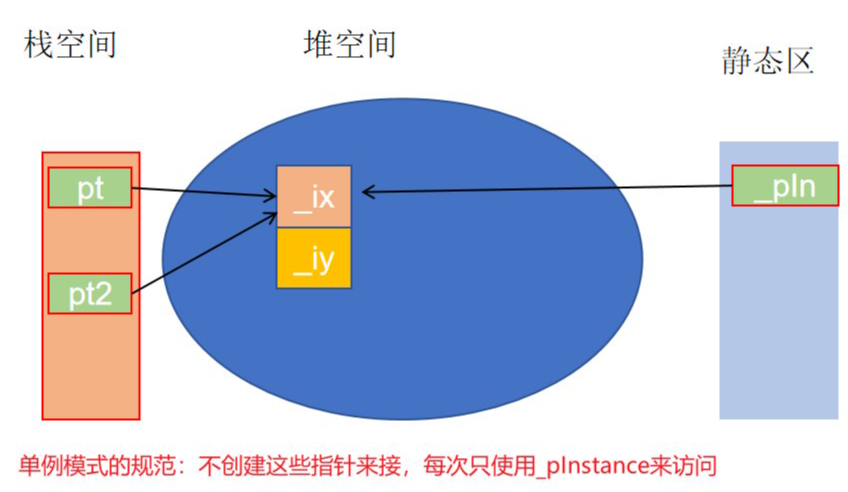 栈空间
堆空间
静态区
pt
_ix
_pIn
_iy
pt2
单例模式的规范：不创建这些指针来接，每次只使用_pInstance来访问